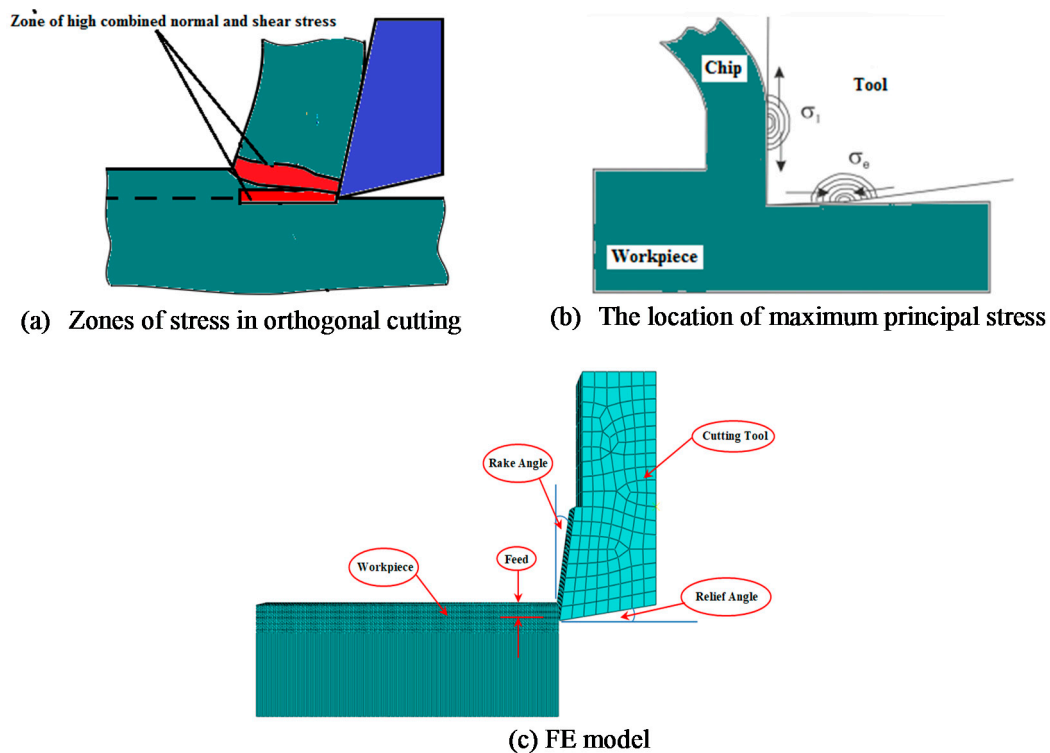 Zone of high combined normal and shear stress
Chip
Tool
σ1
σe
Workpiece
(a) Zones of stress in orthogonal cutting
(b) The location of maximum principal stress
Cutting Tool
Rake Angle
Feed
Workpiece
Relief Angle
(c) FE model